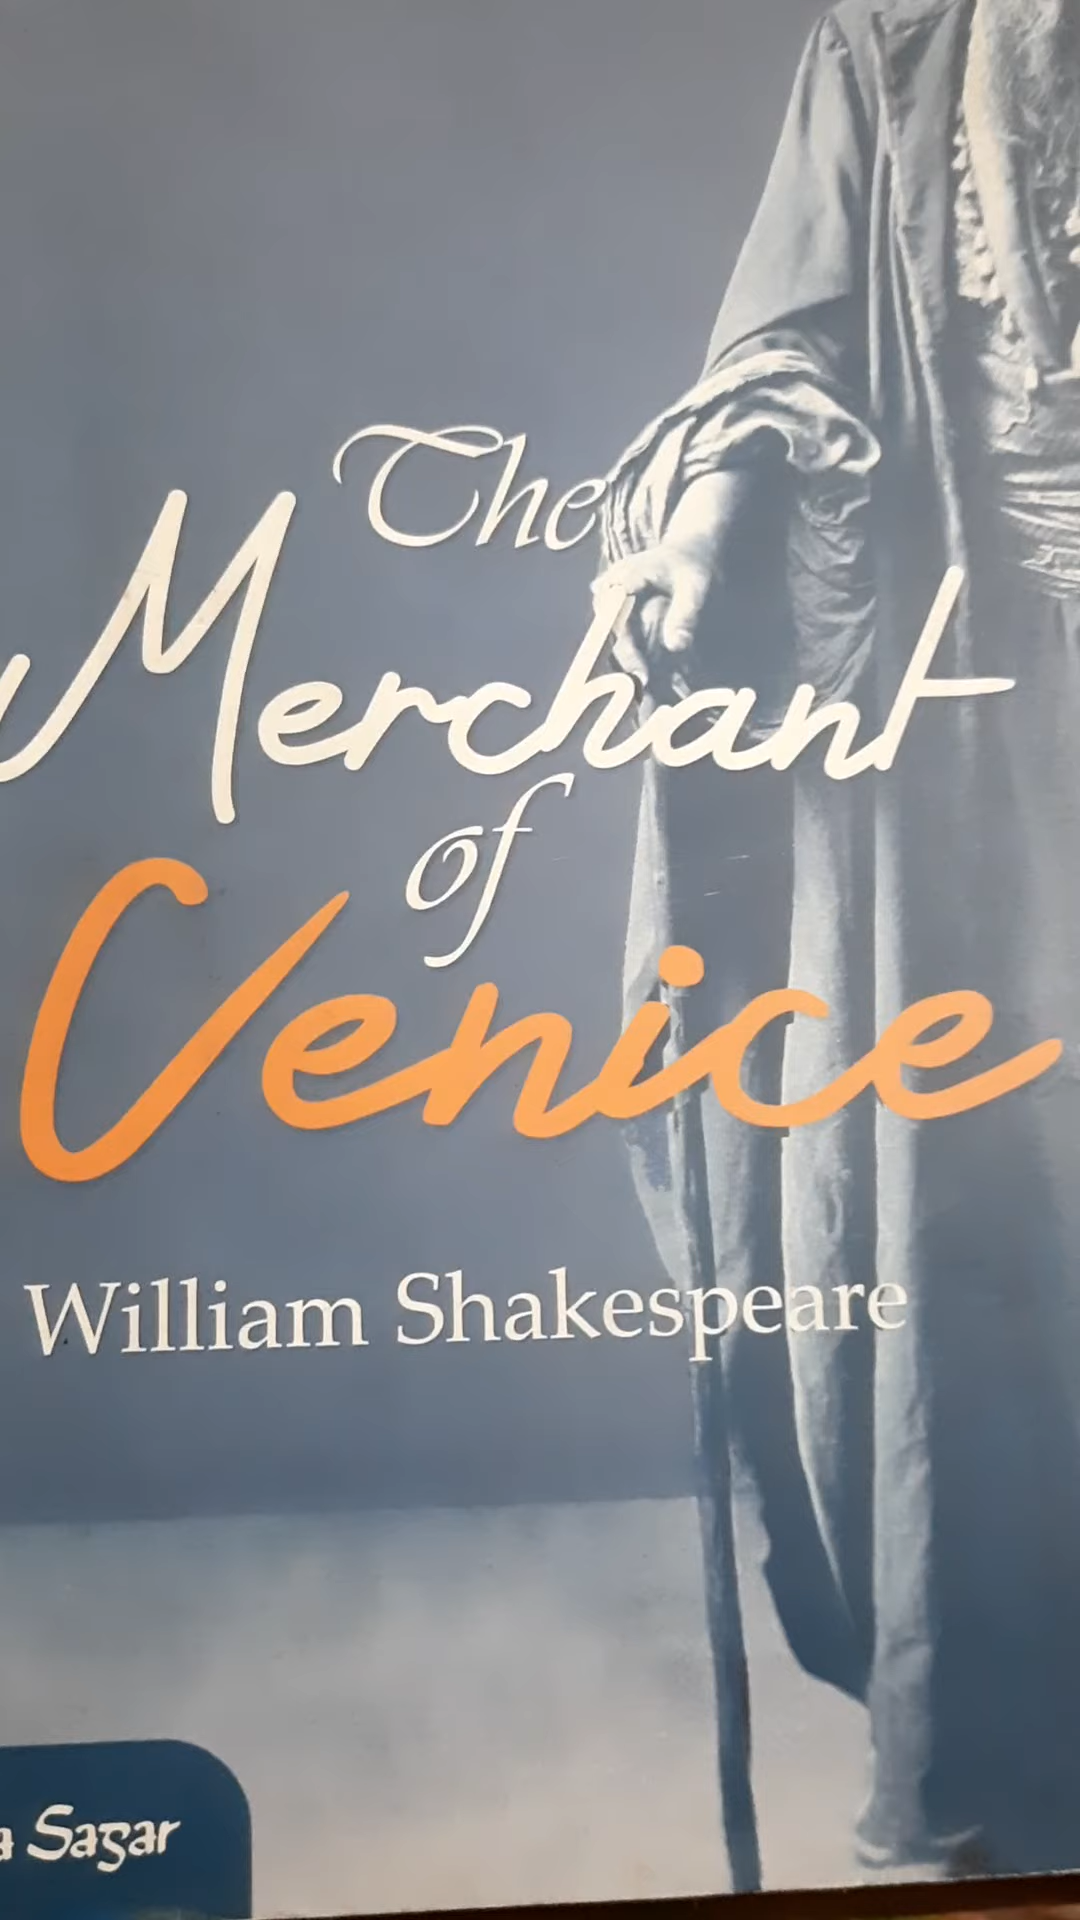 The
Merchant
of
Venice
William Shakespeare
Sagar